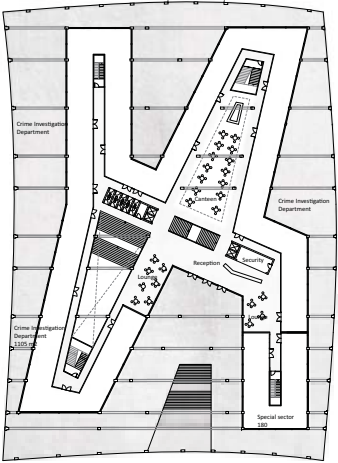 Crime Investigation
Department
Canteen
Crime Investigation
Department
Reception
Security
Lounge
Lounge
Crime Investigation
Department
1105 m2
Special sector
180